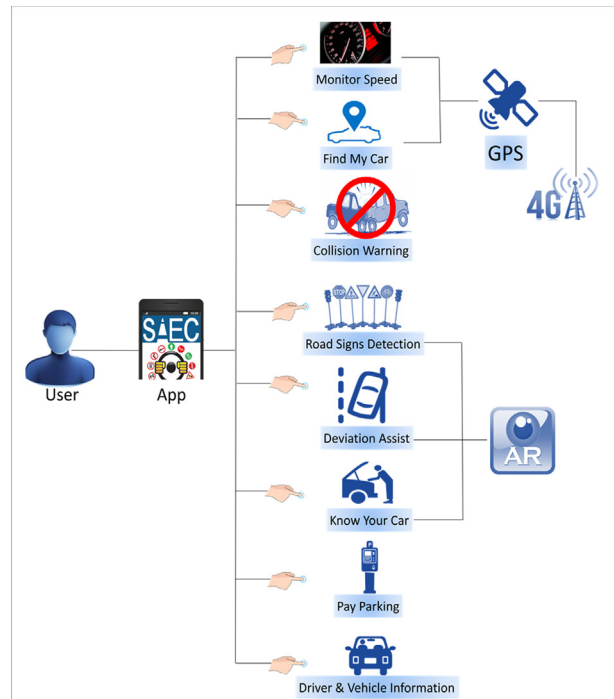 Monitor Speed
GPS
Find My Car
4G
Collision Warning
STOP
Road Signs Detection
SAEC
User
App
Deviation Assist
AR
Know Your Car
P
Pay Parking
Driver & Vehicle Information